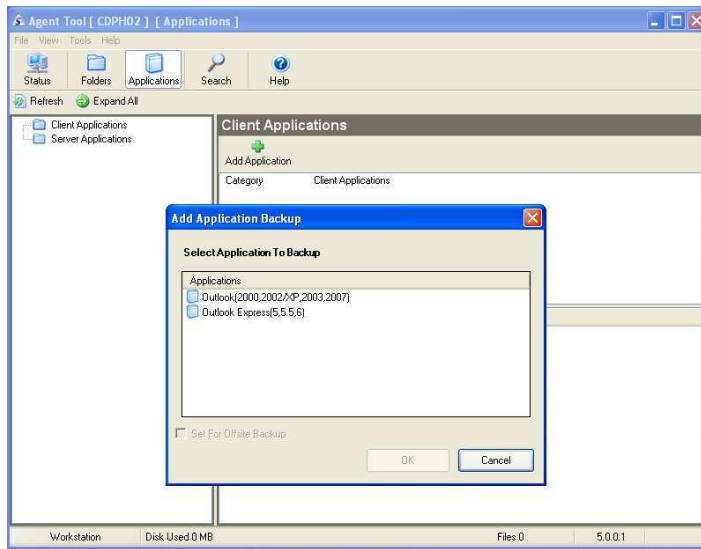 Agent Tool [ CDPH02 ] [ Applications ]
File View Tools Help
Status Folders Applications Search Help
Refresh Expand All
Client Applications
Server Applications
Client Applications
Add Application
Category Client Applications
Add Application Backup
Select Application To Backup
Applications
Outlook(2000,2002/XP,2003,2007)
Outlook Express(5,5.5,6)
Set For Offsite Backup
OK Cancel
Workstation Disk Used 0 MB Files 0 5.0.0.1